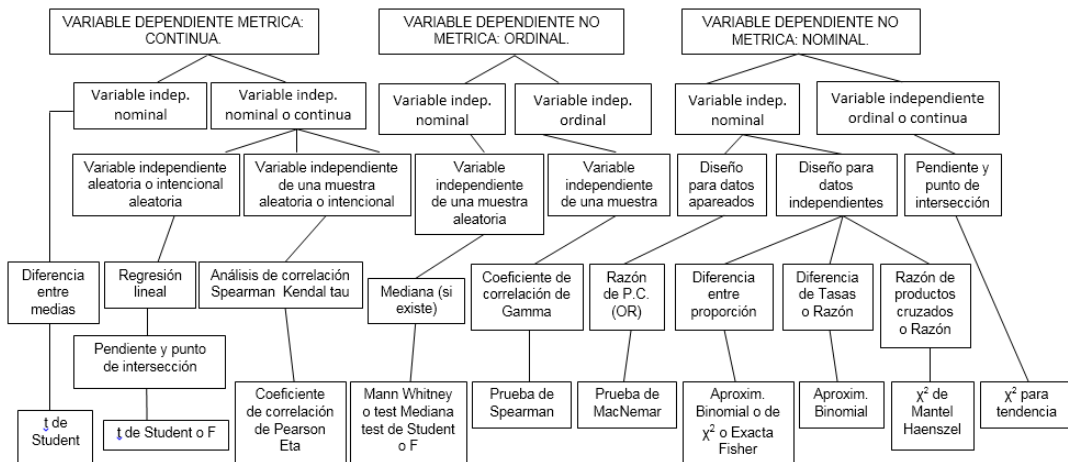 VARIABLE DEPENDIENTE METRICA:
CONTINUA.
VARIABLE DEPENDIENTE NO
METRICA: ORDINAL.
VARIABLE DEPENDIENTE NO
METRICA: NOMINAL.
Variable indep.
nominal
Variable indep.
nominal o continua
Variable indep.
nominal
Variable indep.
ordinal
Variable indep.
nominal
Variable independiente
ordinal o continua
Variable independiente
aleatoria o intencional
aleatoria
Variable independiente
de una muestra
aleatoria o intencional
Variable
independiente
de una muestra
aleatoria
Variable
independiente
de una muestra
Diseño
para datos
apareados
Diseño
para datos
independientes
Pendiente y
punto de
intersección
Diferencia
entre
medias
Regresión
lineal
Análisis de correlación
Spearman Kendal tau
Mediana (si
existe)
Coeficiente de
correlación de
Gamma
Razón
de P.C.
(OR)
Diferencia
entre
proporción
Diferencia
de Tasas
o Razón
Razón de
productos
cruzados
o Razón
Pendiente y punto
de intersección
t de
Student
t de Student o F
Coeficiente
de correlación
de Pearson
Eta
Mann Whitney
o test Mediana
test de Student
o F
Prueba de
Spearman
Prueba de
MacNemar
Aproxim.
Binomial o de
χ² o Exacta
Fisher
Aproxim.
Binomial
χ² de
Mantel
Haenszel
χ² para
tendencia